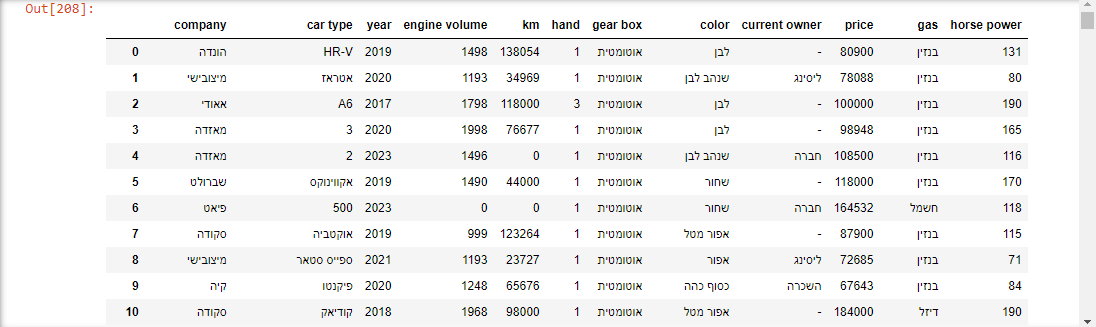 Out[208]:
company car type year engine volume km hand gear box color current owner price gas horse power
0 הונדה HR-V 2019 1498 138054 1 אוטומטית לבן - 80900 בנזין 131
1 מיצובישי אטראז 2020 1193 34969 1 אוטומטית שנהב לבן ליסינג 78088 בנזין 80
2 אאודי A6 2017 1798 118000 3 אוטומטית לבן - 100000 בנזין 190
3 מאזדה 3 2020 1998 76677 1 אוטומטית לבן - 98948 בנזין 165
4 מאזדה 2 2023 1496 0 1 אוטומטית שנהב לבן חברה 108500 בנזין 116
5 שברולט אקווינוקס 2019 1490 44000 1 אוטומטית שחור - 118000 בנזין 170
6 פיאט 500 2023 0 0 1 אוטומטית שחור חברה 164532 חשמל 118
7 סקודה אוקטביה 2019 999 123264 1 אוטומטית אפור מטל - 87900 בנזין 115
8 מיצובישי ספייס סטאר 2021 1193 23727 1 אוטומטית אפור ליסינג 72685 בנזין 71
9 קיה פיקנטו 2020 1248 65676 1 אוטומטית כסוף כהה השכרה 67643 בנזין 84
10 סקודה קודיאק 2018 1968 98000 1 אוטומטית אפור מטל - 184000 דיזל 190